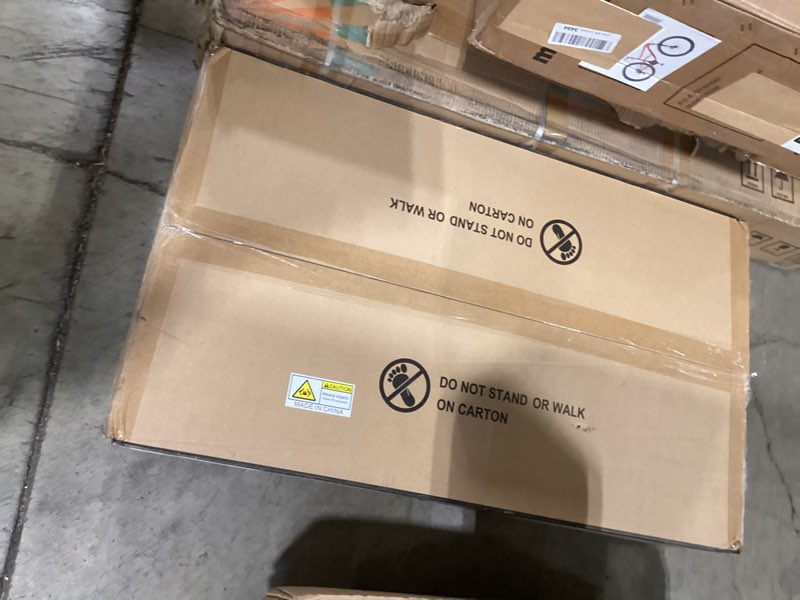 DO NOT STAND OR WALK
ON CARTON
CAUTION
MADE IN CHINA
DO NOT STAND OR WALK
ON CARTON